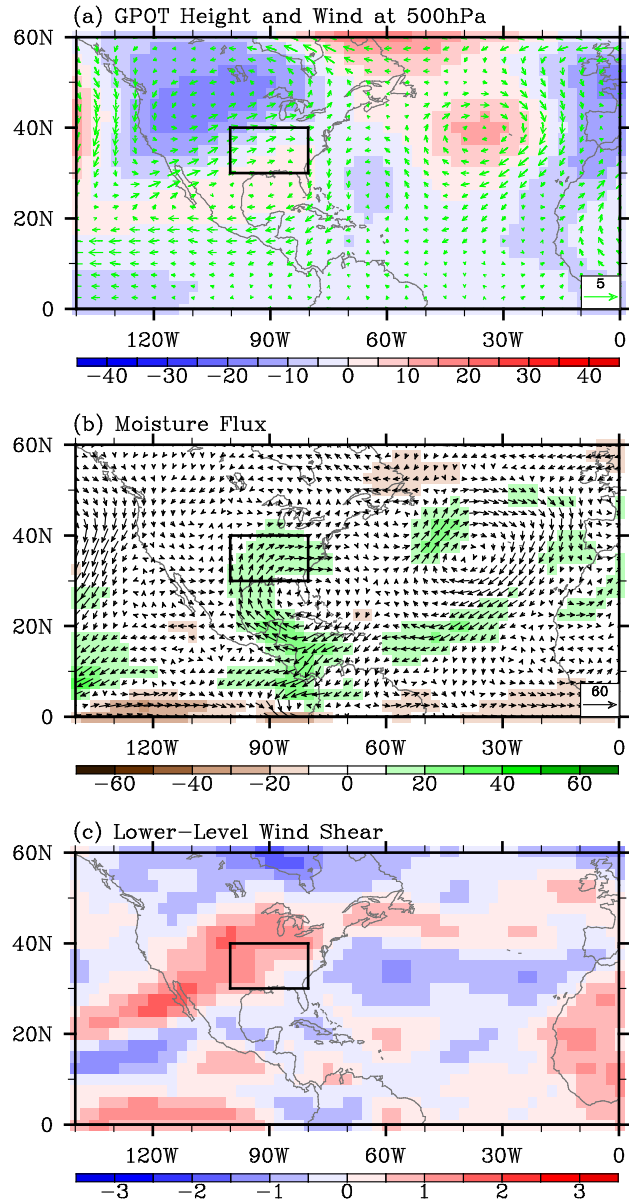 (a) GPOT Height and Wind at 500hPa
60N
40N
20N
0
5
120W 90W 60W 30W 0
−40 −30 −20 −10 0 10 20 30 40
(b) Moisture Flux
60N
40N
20N
0
60
120W 90W 60W 30W 0
−60 −40 −20 0 20 40 60
(c) Lower−Level Wind Shear
60N
40N
20N
0
120W 90W 60W 30W 0
−3 −2 −1 0 1 2 3